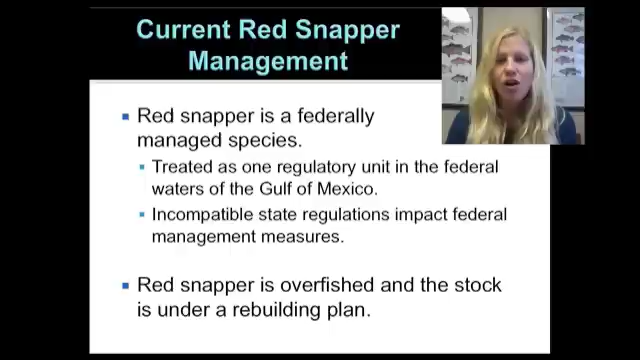 Current Red Snapper
Management
Red snapper is a federally
managed species.
Treated as one regulatory unit in the federal
waters of the Gulf of Mexico.
Incompatible state regulations impact federal
management measures.
Red snapper is overfished and the stock
is under a rebuilding plan.